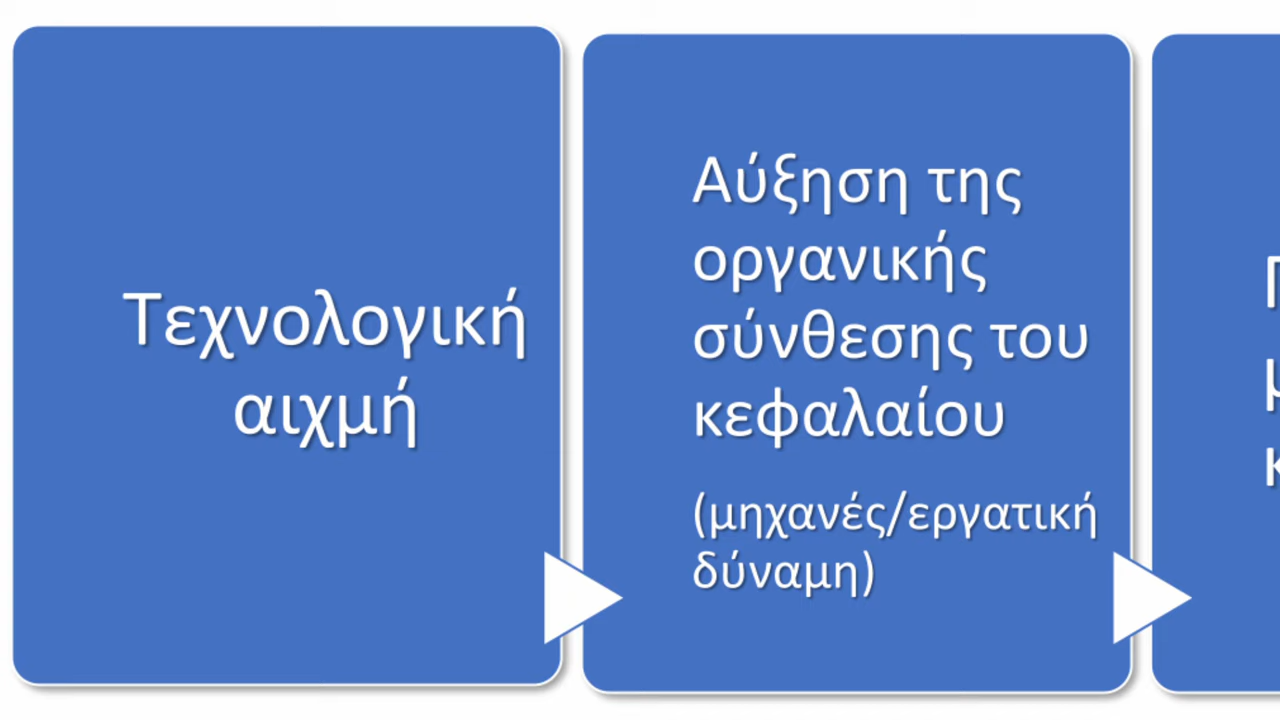 Τεχνολογική
αιχμή
Αύξηση της
οργανικής
σύνθεσης του
κεφαλαίου
(μηχανές/εργατική
δύναμη)